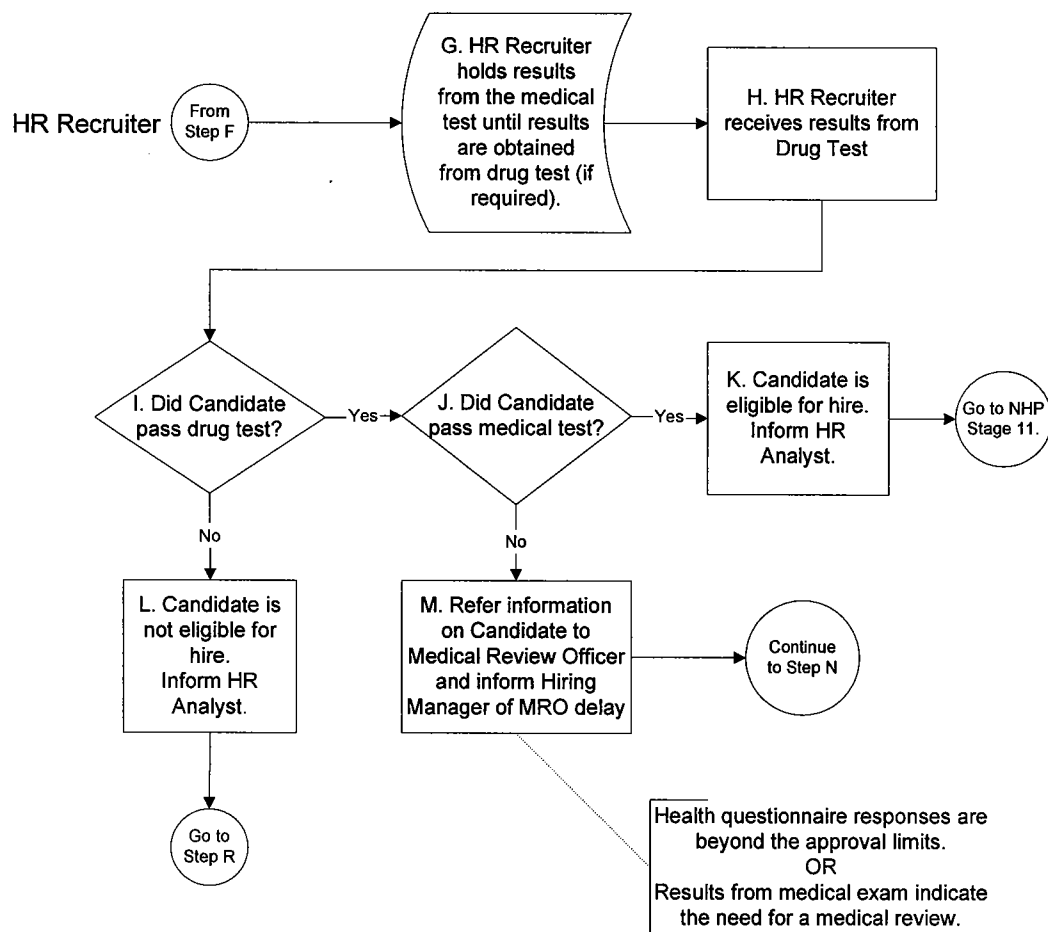 HR Recruiter
From
Step F
G. HR Recruiter
holds results
from the medical
test until results
are obtained
from drug test (if
required).
H. HR Recruiter
receives results from
Drug Test
I. Did Candidate
pass drug test?
Yes
J. Did Candidate
pass medical test?
Yes
K. Candidate is
eligible for hire.
Inform HR
Analyst.
Go to NHP
Stage 11.
No
No
L. Candidate is
not eligible for
hire.
Inform HR
Analyst.
M. Refer information
on Candidate to
Medical Review Officer
and inform Hiring
Manager of MRO delay
Continue
to Step N
Go to
Step R
Health questionnaire responses are
beyond the approval limits.
OR
Results from medical exam indicate
the need for a medical review.